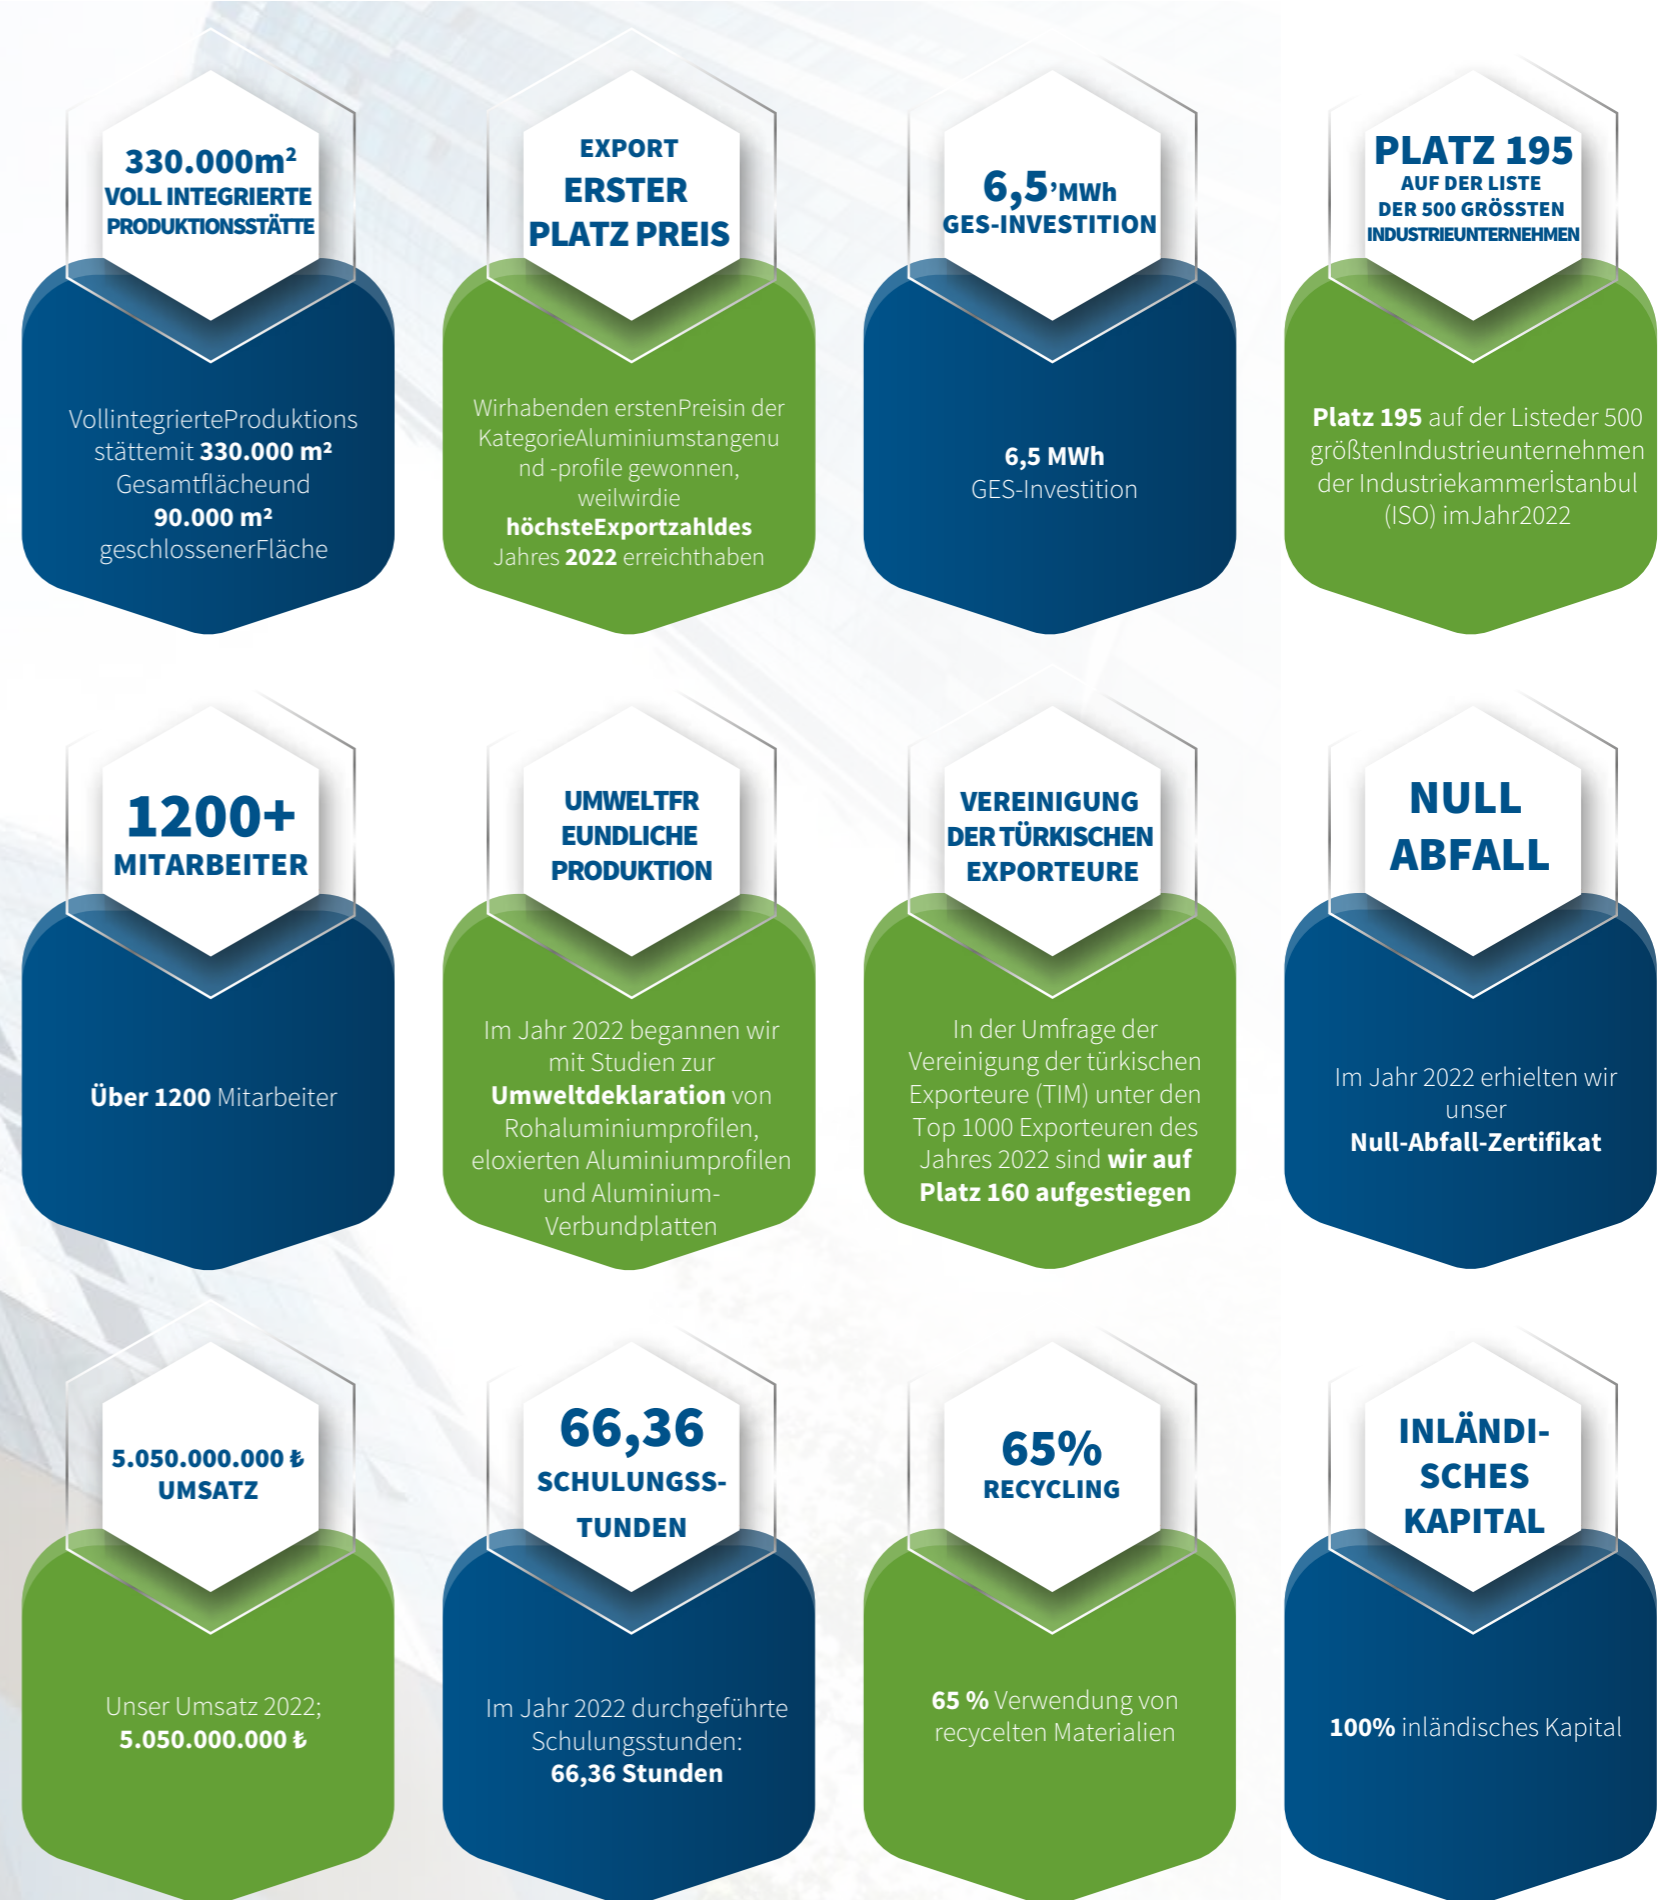 330.000m²
VOLL INTEGRIERTE
PRODUKTIONSSTÄTTE
VollintegrierteProduktions
stättemit 330.000 m²
Gesamtflächeund
90.000 m²
geschlossenerFläche
EXPORT
ERSTER
PLATZ PREIS
Wirhabenden erstenPreisin der
KategorieAluminiumstangenu
nd -profile gewonnen,
weilwirdie
höchsteExportzahldes
Jahres 2022 erreichthaben
6,5’MWh
GES-INVESTITION
6,5 MWh
GES-Investition
PLATZ 195
AUF DER LISTE
DER 500 GRÖSSTEN
INDUSTRIEUNTERNEHMEN
Platz 195 auf der Listeder 500
größtenIndustrieunternehmen
der Industriekammerİstanbul
(ISO) imJahr2022
1200+
MITARBEITER
Über 1200 Mitarbeiter
UMWELTFR
EUNDLICHE
PRODUKTION
Im Jahr 2022 begannen wir
mit Studien zur
Umweltdeklaration von
Rohaluminiumprofilen,
eloxierten Aluminiumprofilen
und Aluminium-
Verbundplatten
VEREINIGUNG
DER TÜRKISCHEN
EXPORTEURE
In der Umfrage der
Vereinigung der türkischen
Exporteure (TIM) unter den
Top 1000 Exporteuren des
Jahres 2022 sind wir auf
Platz 160 aufgestiegen
NULL
ABFALL
Im Jahr 2022 erhielten wir
unser
Null-Abfall-Zertifikat
5.050.000.000 ₺
UMSATZ
Unser Umsatz 2022;
5.050.000.000 ₺
66,36
SCHULUNGSS-
TUNDEN
Im Jahr 2022 durchgeführte
Schulungsstunden:
66,36 Stunden
65%
RECYCLING
65 % Verwendung von
recycelten Materialien
INLÄNDI-
SCHES
KAPITAL
100% inländisches Kapital